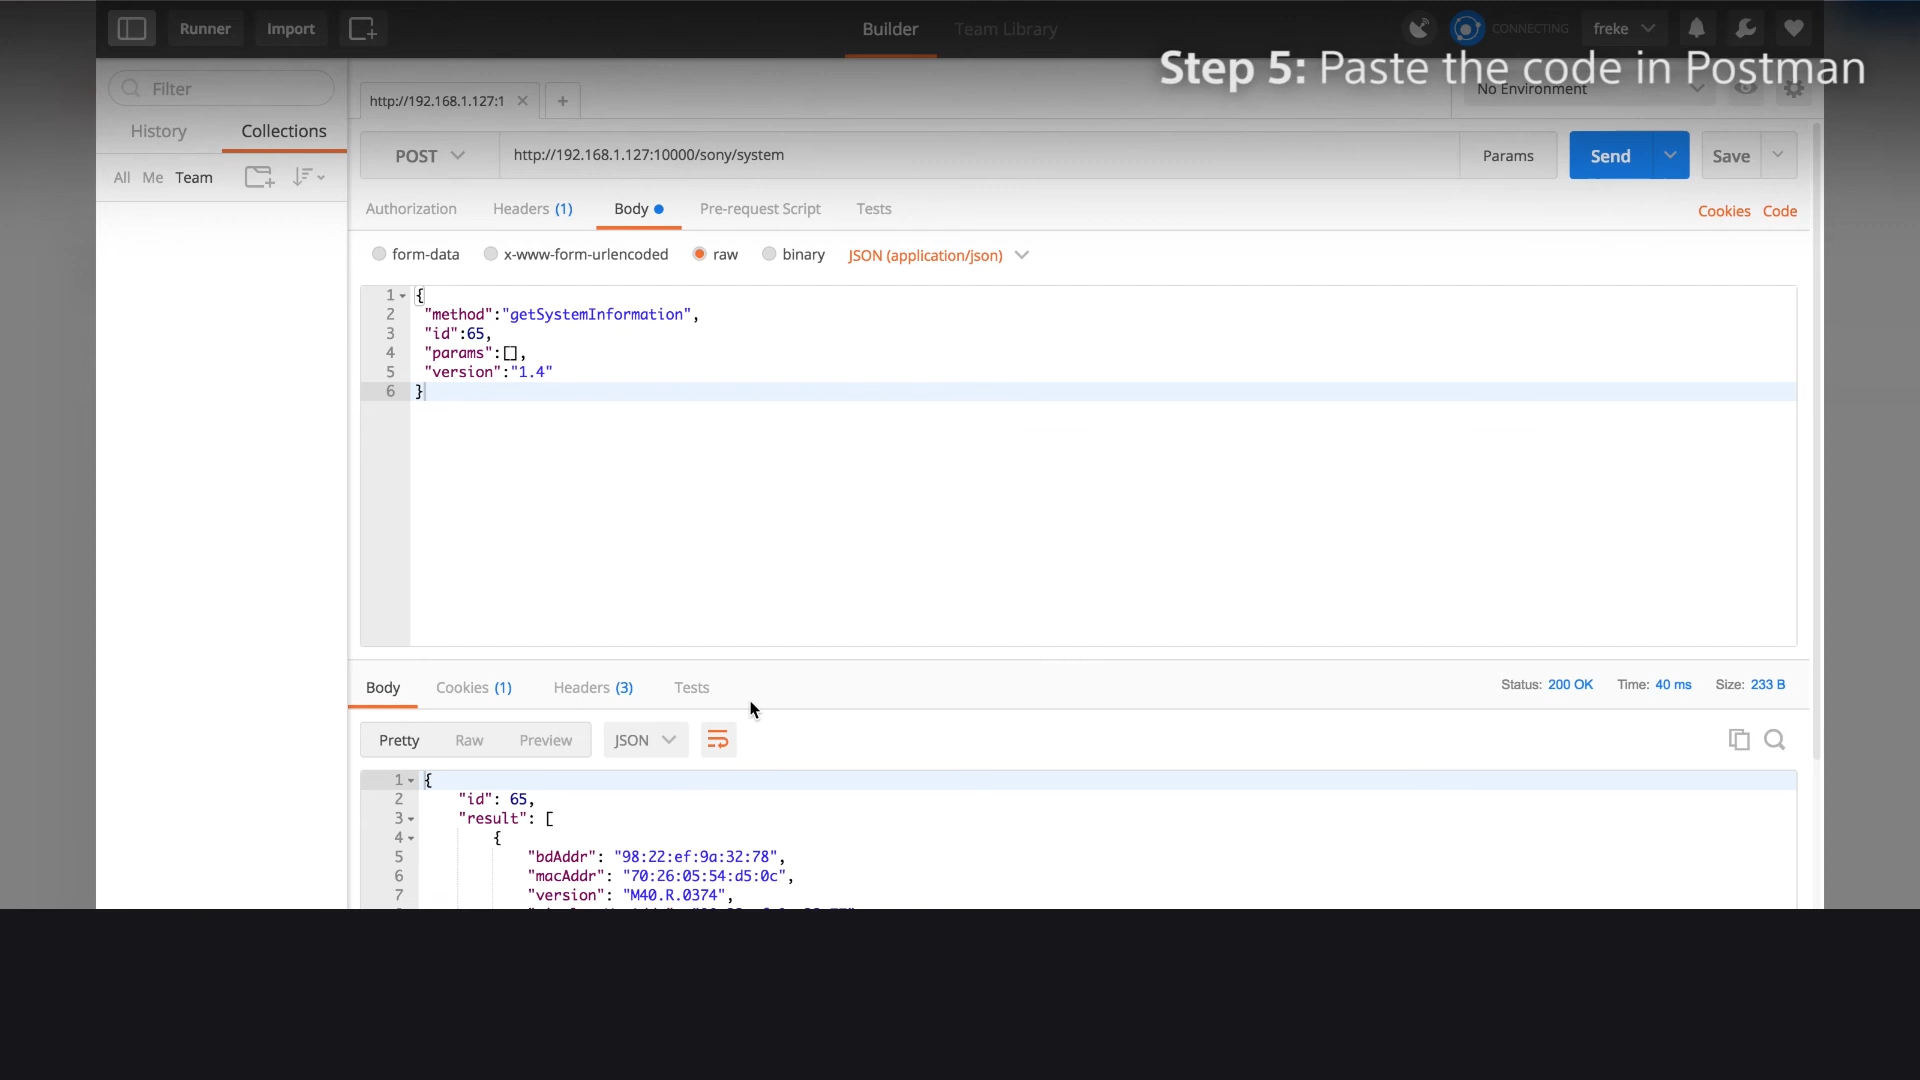 Runner
Import
Builder
Team Library
CONNECTING
freke
Step 5: Paste the code in Postman
Filter
http://192.168.1.127:1
No Environment
History
Collections
POST
http://192.168.1.127:10000/sony/system
Params
Send
Save
All Me Team
Authorization
Headers (1)
Body
Pre-request Script
Tests
Cookies
Code
form-data
x-www-form-urlencoded
raw
binary
JSON (application/json)
1 {
2 "method":"getSystemInformation",
3 "id":65,
4 "params":[],
5 "version":"1.4"
6 }
Body
Cookies (1)
Headers (3)
Tests
Status: 200 OK
Time: 40 ms
Size: 233 B
Pretty
Raw
Preview
JSON
1 {
2 "id": 65,
3 "result": [
4 {
5 "bdAddr": "98:22:ef:9a:32:78",
6 "macAddr": "70:26:05:54:d5:0c",
7 "version": "M40.R.0374",